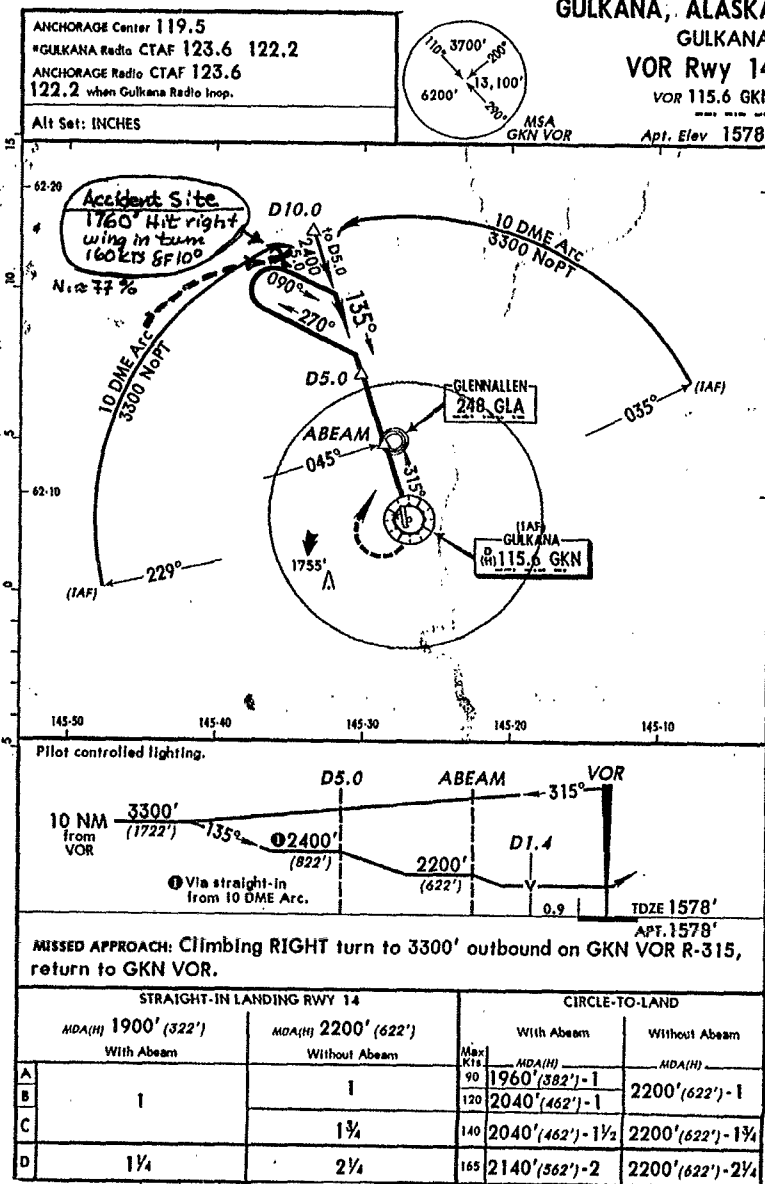 ANCHORAGE Center 119.5
*GULKANA Radio CTAF 123.6 122.2
ANCHORAGE Radio CTAF 123.6
122.2 when Gulkana Radio Inop.
Alt Set: INCHES
110°
3700'
200°
13,100'
6200'
290°
MSA
GKN VOR
GULKANA, ALASKA
GULKANA
VOR Rwy 14
VOR 115.6 GKN
Apt. Elev 1578'
15
62-20
Accident Site
1760' Hit right
wing in turn
160KTS GF10°
N1≈77%
D10.0
to D5.0
2400
5.0
10 DME Arc
3300 NoPT
10
090°
270°
135°
10 DME Arc
3300 NoPT
D5.0
GLENNALLEN
248 GLA
035°
(IAF)
5
ABEAM
045°
315°
62-10
(IAF)
GULKANA
D
(H) 115.6 GKN
1755'
229°
(IAF)
0
5
145-50
145-40
145-30
145-20
145-10
Pilot controlled lighting.
D5.0
ABEAM
VOR
315°
10 NM
from
VOR
3300'
(1722')
135°
❶2400'
(822')
2200'
(622')
D1.4
V
❶ Via straight-in
from 10 DME Arc.
0.9
TDZE 1578'
APT. 1578'
MISSED APPROACH: Climbing RIGHT turn to 3300' outbound on GKN VOR R-315,
return to GKN VOR.
STRAIGHT-IN LANDING RWY 14
CIRCLE-TO-LAND
MDA(H) 1900' (322')
MDA(H) 2200' (622')
With Abeam
Without Abeam
With Abeam
Without Abeam
Max
Kts
MDA(H)
MDA(H)
A
1
1
90
1960' (382') - 1
2200' (622') - 1
B
120
2040' (462') - 1
C
1¾
140
2040' (462') - 1½
2200' (622') - 1¾
D
1¼
2¼
165
2140' (562') - 2
2200' (622') - 2¼